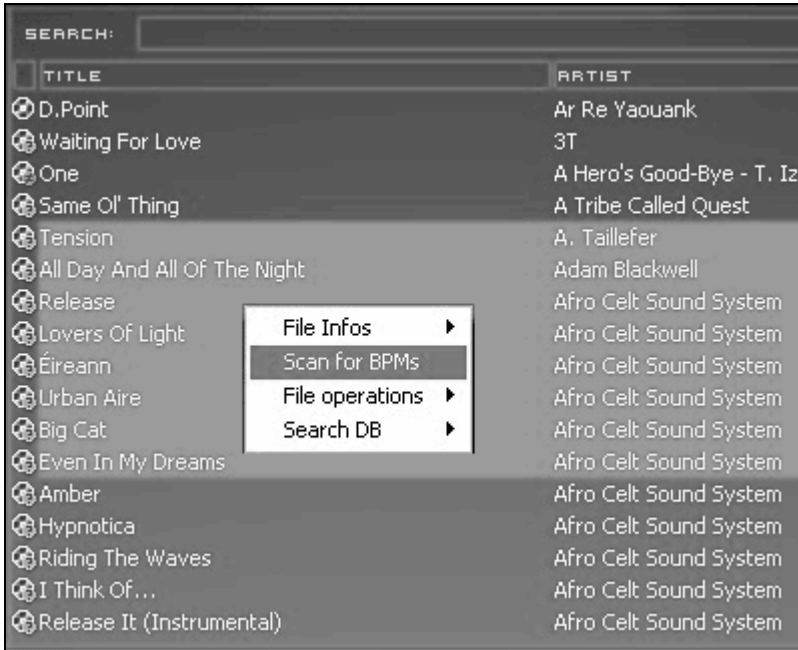 SEARCH:
TITLE ARTIST
D.Point Ar Re Yaouank
Waiting For Love 3T
One A Hero's Good-Bye - T. Iz
Same Ol' Thing A Tribe Called Quest
Tension A. Taillefer
All Day And All Of The Night Adam Blackwell
Release Afro Celt Sound System
Lovers Of Light File Infos Afro Celt Sound System
Éireann Scan for BPMs Afro Celt Sound System
Urban Aire File operations Afro Celt Sound System
Big Cat Search DB Afro Celt Sound System
Even In My Dreams Afro Celt Sound System
Amber Afro Celt Sound System
Hypnotica Afro Celt Sound System
Riding The Waves Afro Celt Sound System
I Think Of... Afro Celt Sound System
Release It (Instrumental) Afro Celt Sound System